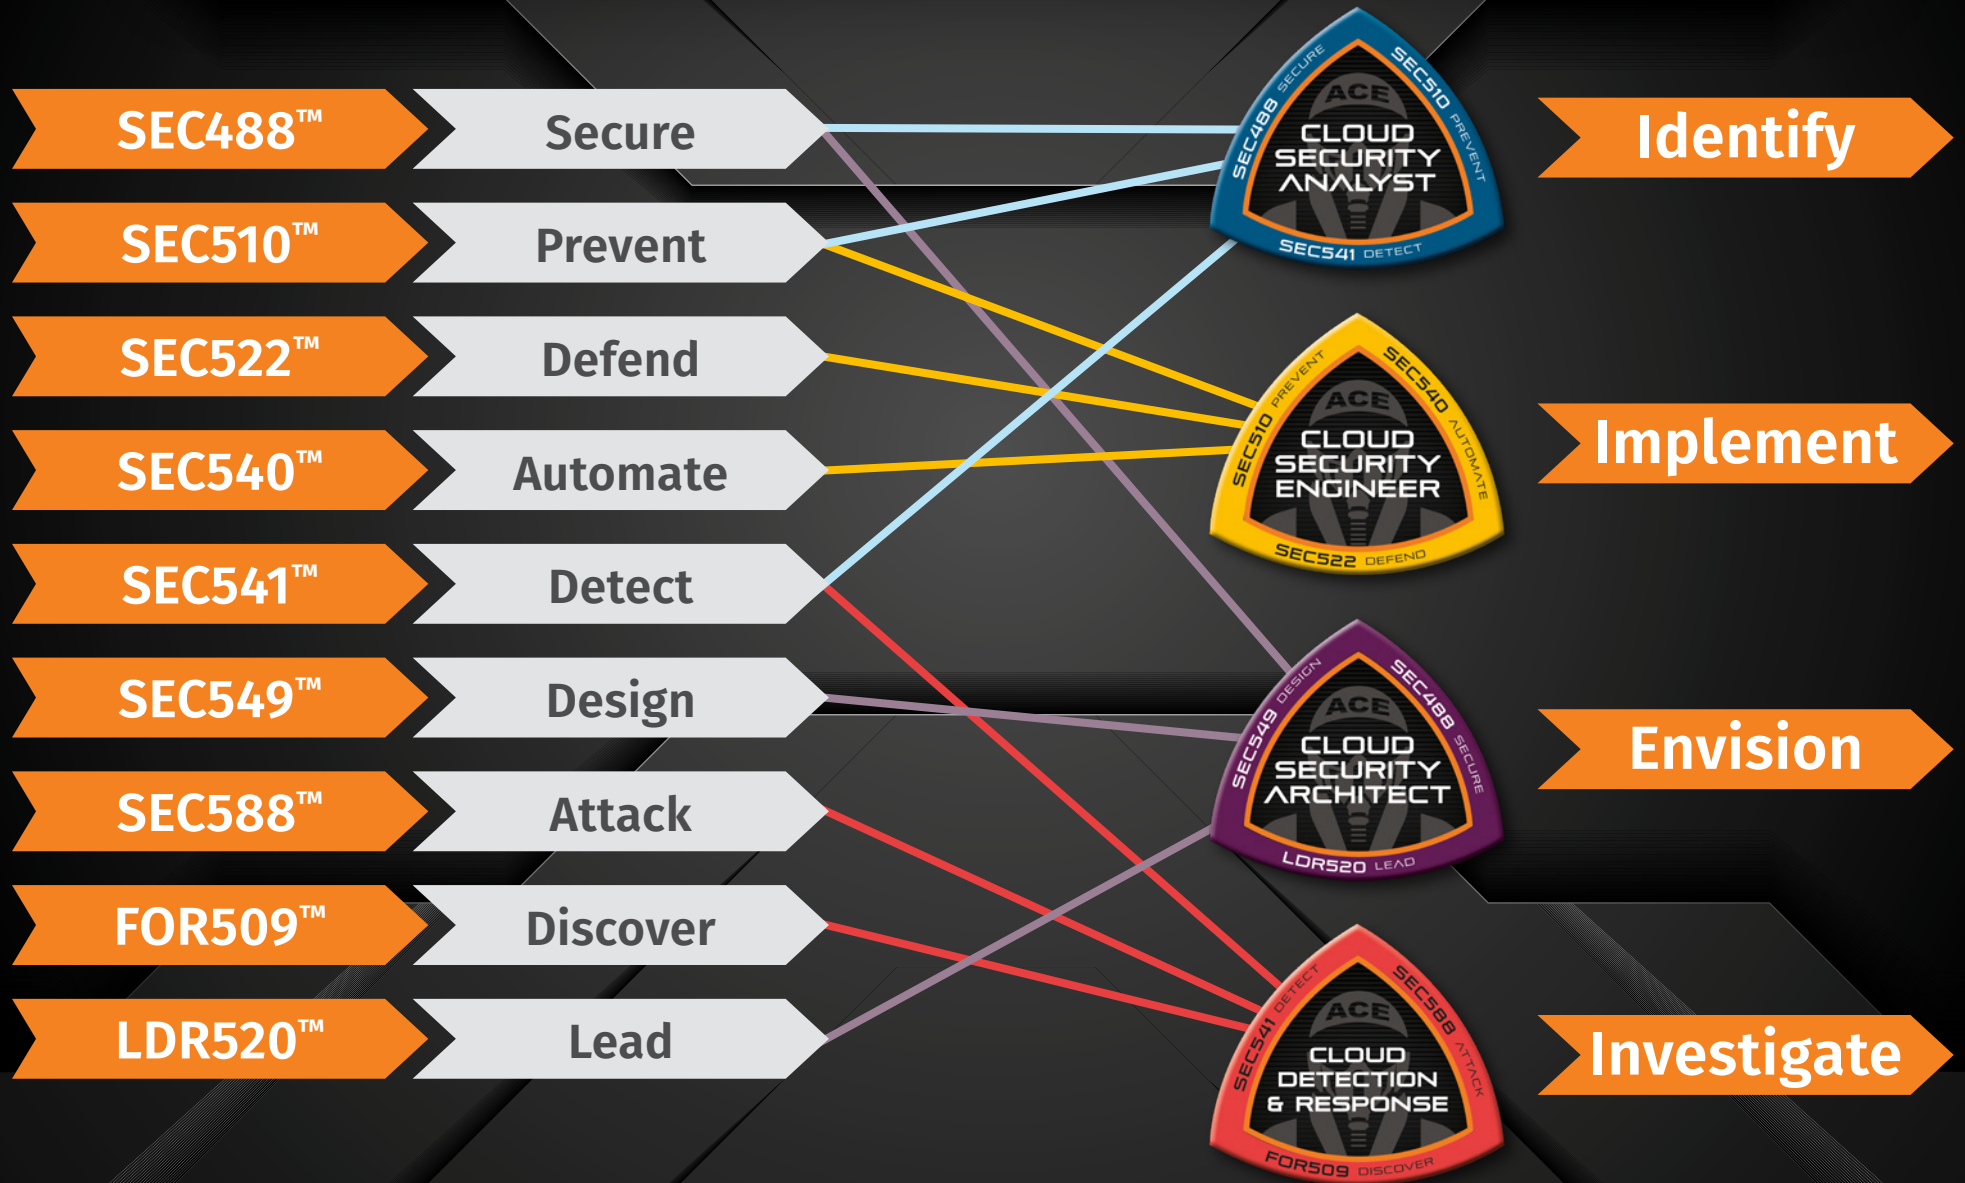 SEC488™ Secure
SEC510™ Prevent
SEC522™ Defend
SEC540™ Automate
SEC541™ Detect
SEC549™ Design
SEC588™ Attack
FOR509™ Discover
LDR520™ Lead
SEC488 SECURE
SEC510 PREVENT
ACE
CLOUD
SECURITY
ANALYST
SEC541 DETECT
Identify
SEC510 PREVENT
SEC540 AUTOMATE
ACE
CLOUD
SECURITY
ENGINEER
SEC522 DEFEND
Implement
SEC549 DESIGN
SEC488 SECURE
ACE
CLOUD
SECURITY
ARCHITECT
LDR520 LEAD
Envision
SEC541 DETECT
SEC588 ATTACK
ACE
CLOUD
DETECTION
& RESPONSE
FOR509 DISCOVER
Investigate